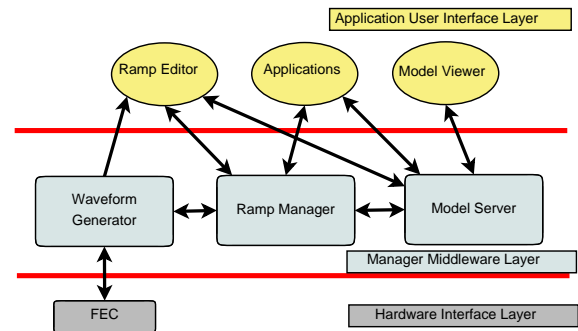 Application User Interface Layer
Ramp Editor
Applications
Model Viewer
Waveform
Generator
Ramp Manager
Model Server
Manager Middleware Layer
FEC
Hardware Interface Layer